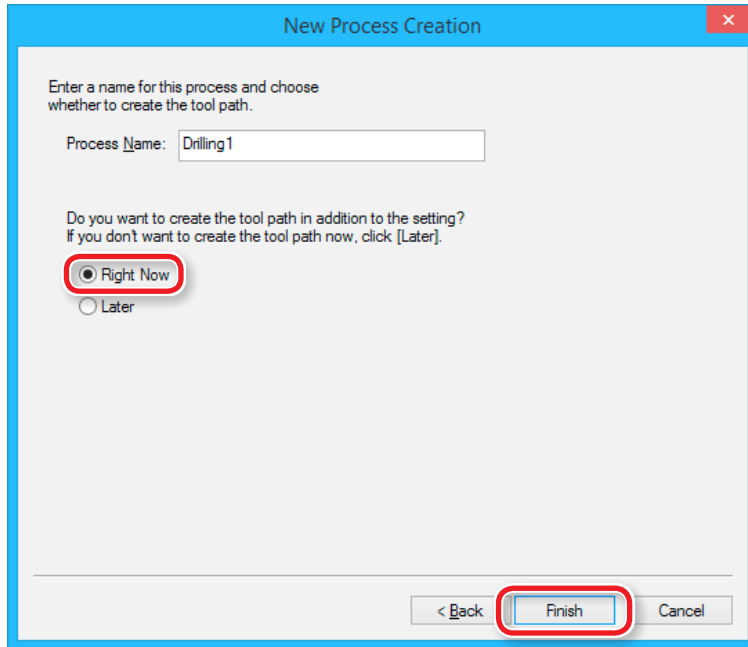 New Process Creation
Enter a name for this process and choose
whether to create the tool path.
Process Name: Drilling1
Do you want to create the tool path in addition to the setting?
If you don't want to create the tool path now, click [Later].
Right Now
Later
< Back Finish Cancel